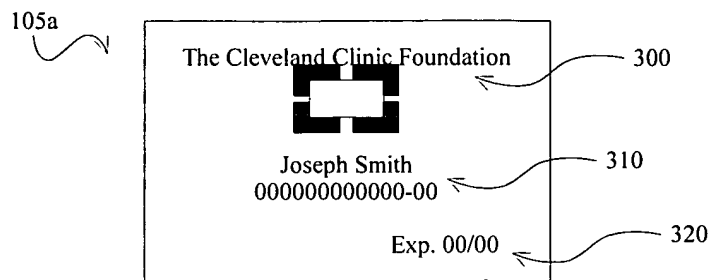 105a
The Cleveland Clinic Foundation
300
Joseph Smith
310
000000000000-00
Exp. 00/00
320